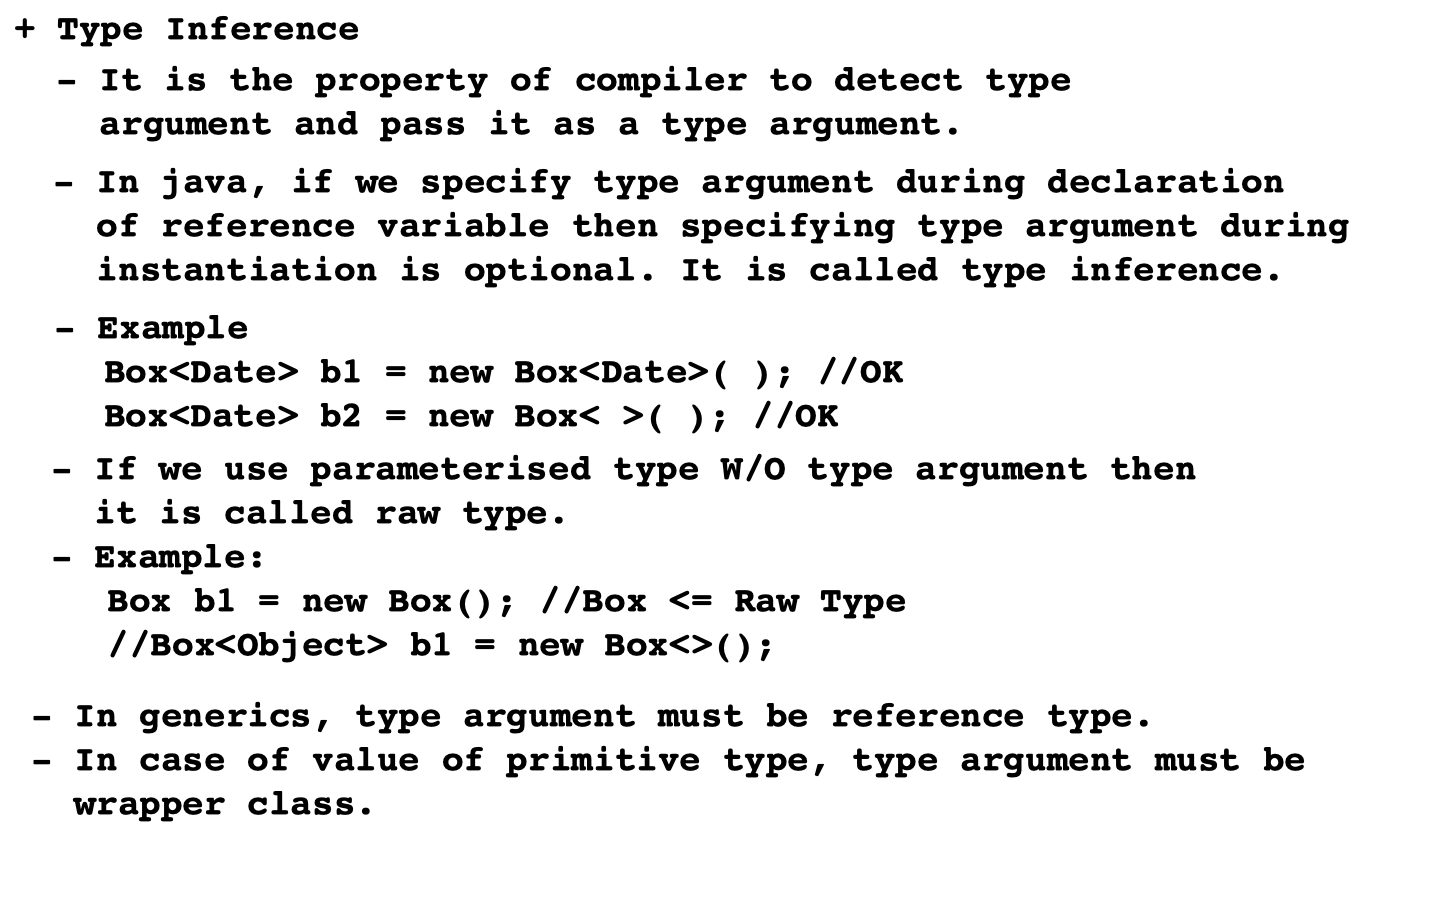 + Type Inference
- It is the property of compiler to detect type
argument and pass it as a type argument.
- In java, if we specify type argument during declaration
of reference variable then specifying type argument during
instantiation is optional. It is called type inference.
- Example
Box<Date> b1 = new Box<Date>( ); //OK
Box<Date> b2 = new Box< >( ); //OK
- If we use parameterised type W/O type argument then
it is called raw type.
- Example:
Box b1 = new Box(); //Box <= Raw Type
//Box<Object> b1 = new Box<>();
- In generics, type argument must be reference type.
- In case of value of primitive type, type argument must be
wrapper class.